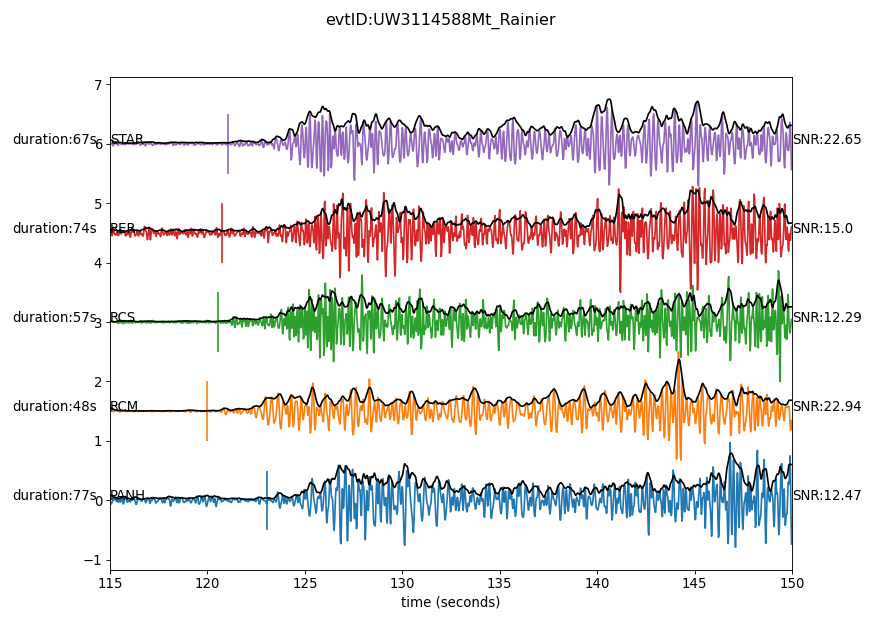 evtID:UW3114588Mt_Rainier
7
duration:67s STAR 6 SNR:22.65
5
duration:74s RER SNR:15.0
4
duration:57s RCS 3 SNR:12.29
2
duration:48s RCM SNR:22.94
1
duration:77s PANH 0 SNR:12.47
−1
115 120 125 130 135 140 145 150
time (seconds)